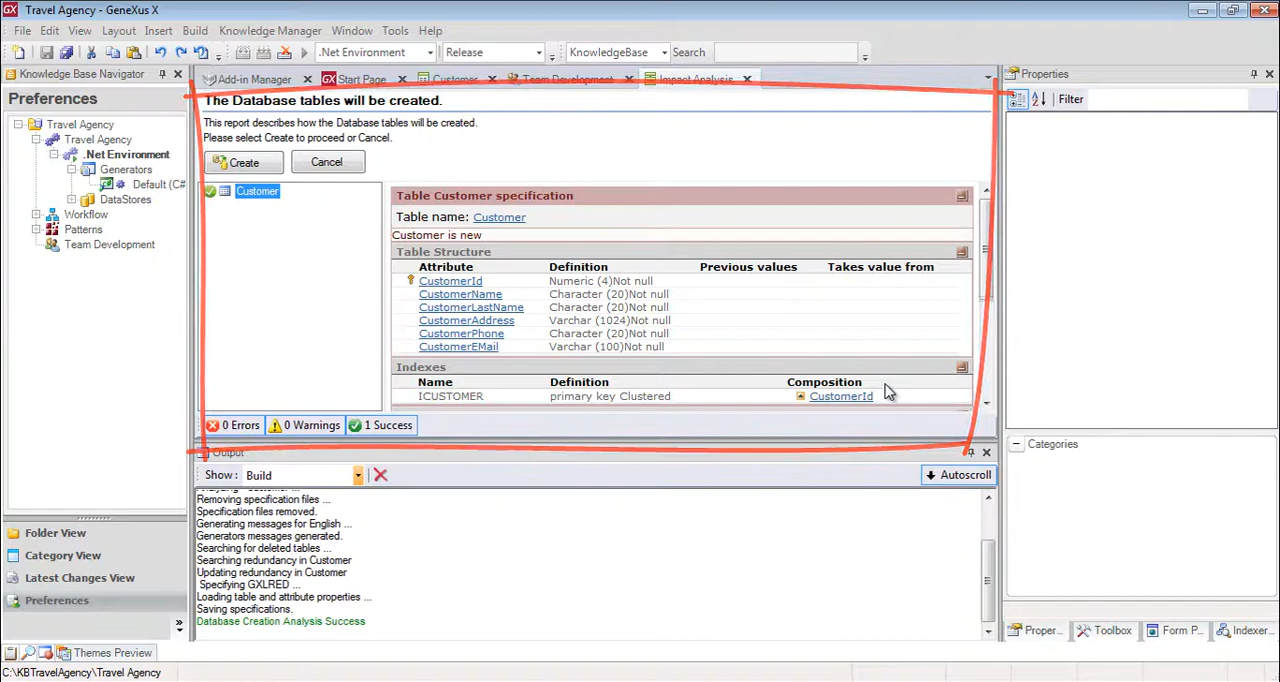 Travel Agency - GeneXus X
File Edit View Layout Insert Build Knowledge Manager Window Tools Help
.Net Environment Release KnowledgeBase Search
Knowledge Base Navigator
Add-in Manager Start Page Customer Team Development Impact Analysis
Properties
Preferences
Travel Agency
Travel Agency
.Net Environment
Generators
Default (C#
DataStores
Workflow
Patterns
Team Development
Folder View
Category View
Latest Changes View
Preferences
The Database tables will be created.
This report describes how the Database tables will be created.
Please select Create to proceed or Cancel.
Create Cancel
Customer
Table Customer specification
Table name: Customer
Customer is new
Table Structure
Attribute Definition Previous values Takes value from
CustomerId Numeric (4)Not null
CustomerName Character (20)Not null
CustomerLastName Character (20)Not null
CustomerAddress Varchar (1024)Not null
CustomerPhone Character (20)Not null
CustomerEMail Varchar (100)Not null
Indexes
Name Definition Composition
ICUSTOMER primary key Clustered CustomerId
0 Errors 0 Warnings 1 Success
Output
Show: Build Autoscroll
Removing specification files ...
Specification files removed.
Generating messages for English ...
Generators messages generated.
Searching for deleted tables ...
Searching redundancy in Customer
Updating redundancy in Customer
Specifying GXLRED ...
Loading table and attribute properties ...
Saving specifications.
Database Creation Analysis Success
Filter
Categories
Proper... Toolbox Form P... Indexer...
Themes Preview
C:\KBTravelAgency\Travel Agency